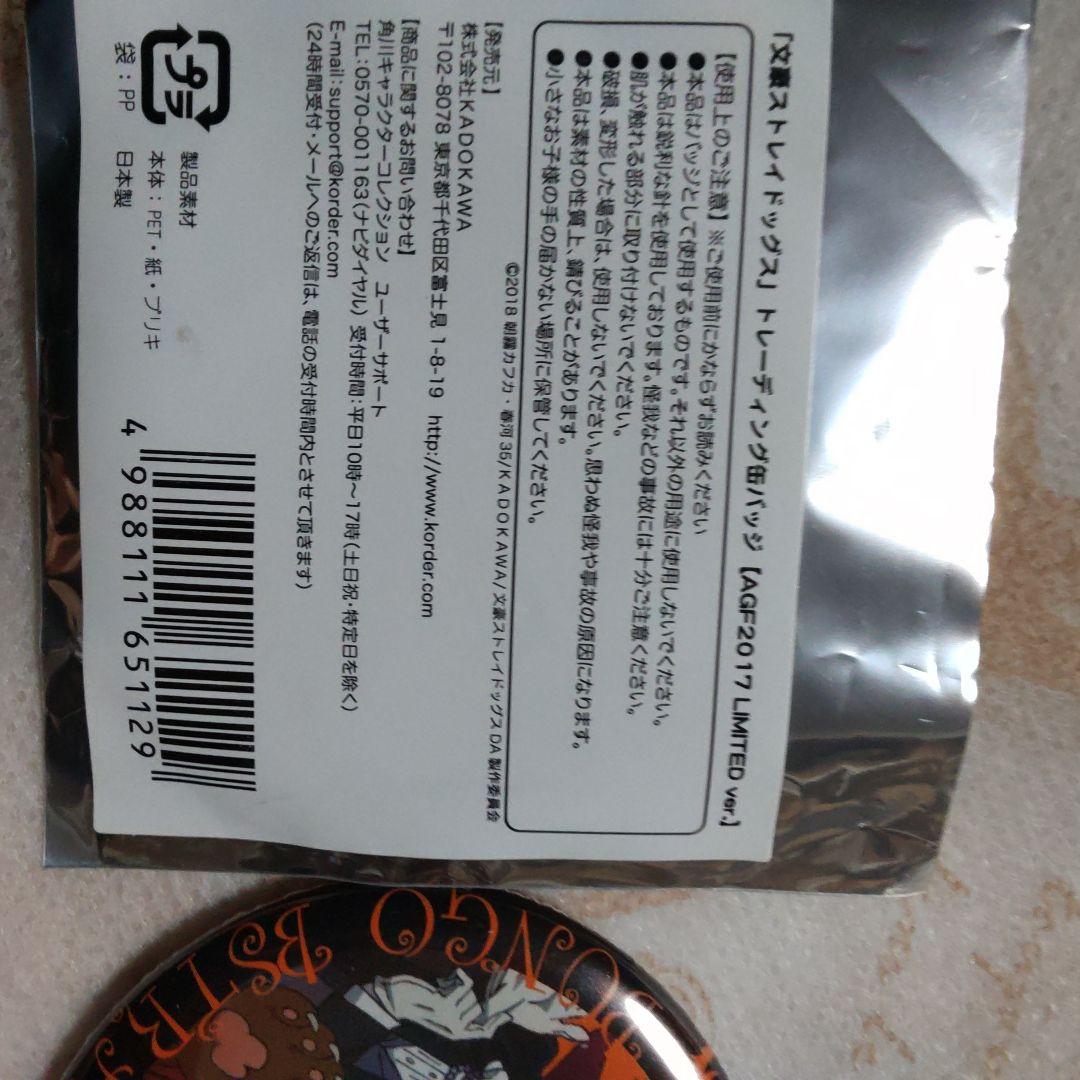 「文豪ストレイドッグス」トレーディング缶バッジ【AGF2017 LIMITED ver.】
【使用上のご注意】※ご使用前にかならずお読みください
●本品はバッジとして使用するものです。それ以外の用途に使用しないでください。
●本品は鋭利な針を使用しております。怪我などの事故には十分ご注意ください。
●肌が触れる部分に取り付けないでください。
●破損、変形した場合は、使用しないでください。思わぬ怪我や事故の原因になります。
●本品は素材の性質上、錆びることがあります。
●小さなお子様の手の届かない場所に保管してください。
©2018 朝霧カフカ・春河35/KADOKAWA/文豪ストレイドッグスDA製作委員会
【発売元】
株式会社KADOKAWA
〒102-8078 東京都千代田区富士見 1-8-19 http://www.korder.com
【商品に関するお問い合わせ】
角川キャラクターコレクション ユーザーサポート
TEL:0570-001163(ナビダイヤル) 受付時間:平日10時~17時(土日祝・特定日を除く)
E-mail:support@korder.com
(24時間受付・メールへのご返信は、電話の受付時間内とさせて頂きます)
プラ
袋:PP
製品素材
本体:PET・紙・ブリキ
日本製
4 988111 651129
BUNGO
BSTR